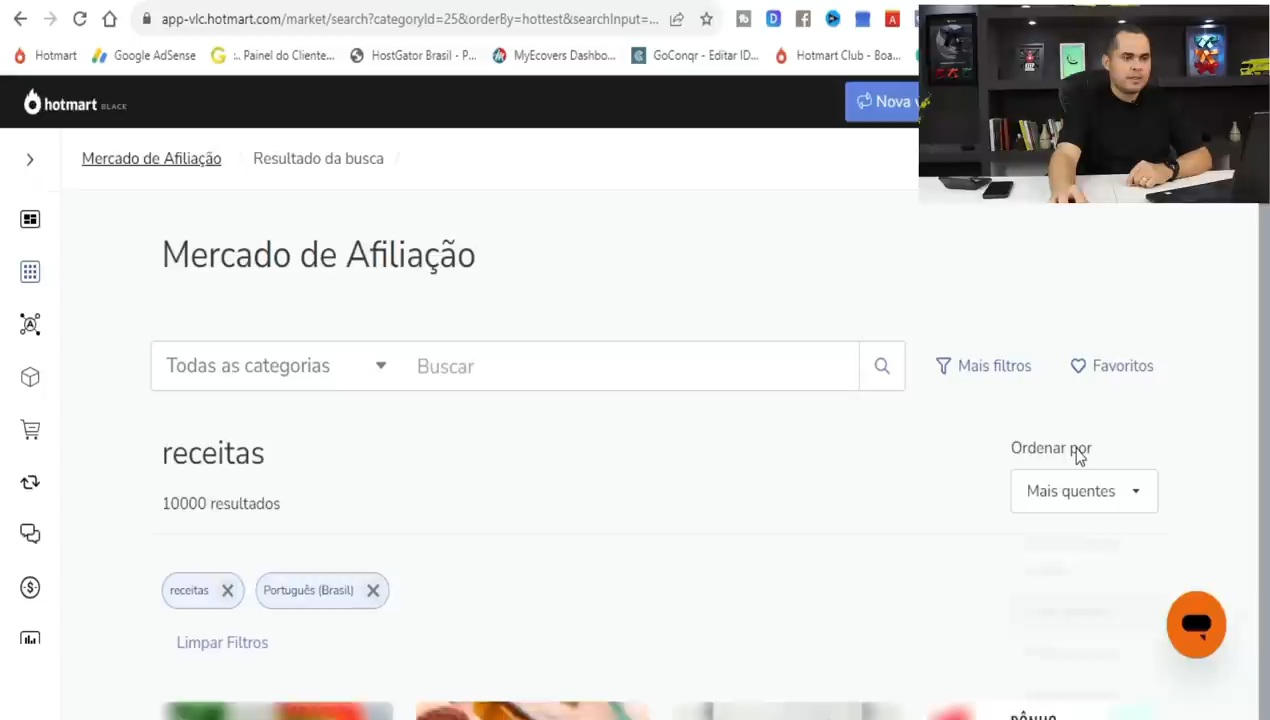 app-vlc.hotmart.com/market/search?categoryId=25&orderBy=hottest&searchInput=...
Hotmart
Google AdSense
:. Painel do Cliente...
HostGator Brasil - P...
MyEcovers Dashbo...
GoConqr - Editar ID...
Hotmart Club - Boa...
hotmart BLACK
Nova v
Mercado de Afiliação
Resultado da busca
Mercado de Afiliação
Todas as categorias
Buscar
Mais filtros
Favoritos
receitas
Ordenar por
Mais quentes
10000 resultados
receitas
Português (Brasil)
Limpar Filtros
BÔNUS